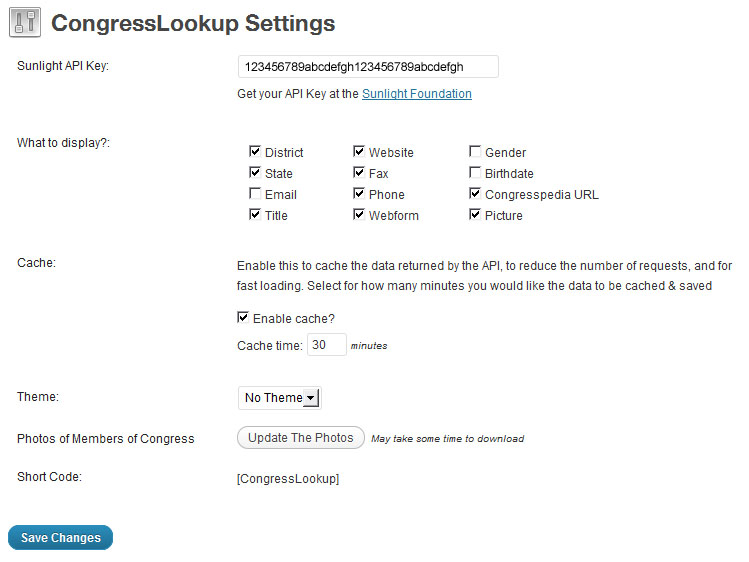 CongressLookup Settings
Sunlight API Key:
123456789abcdefgh123456789abcdefgh
Get your API Key at the Sunlight Foundation
What to display?:
District Website Gender
State Fax Birthdate
Email Phone Congresspedia URL
Title Webform Picture
Cache:
Enable this to cache the data returned by the API, to reduce the number of requests, and for
fast loading. Select for how many minutes you would like the data to be cached & saved
Enable cache?
Cache time: 30 minutes
Theme: No Theme
Photos of Members of Congress Update The Photos May take some time to download
Short Code: [CongressLookup]
Save Changes